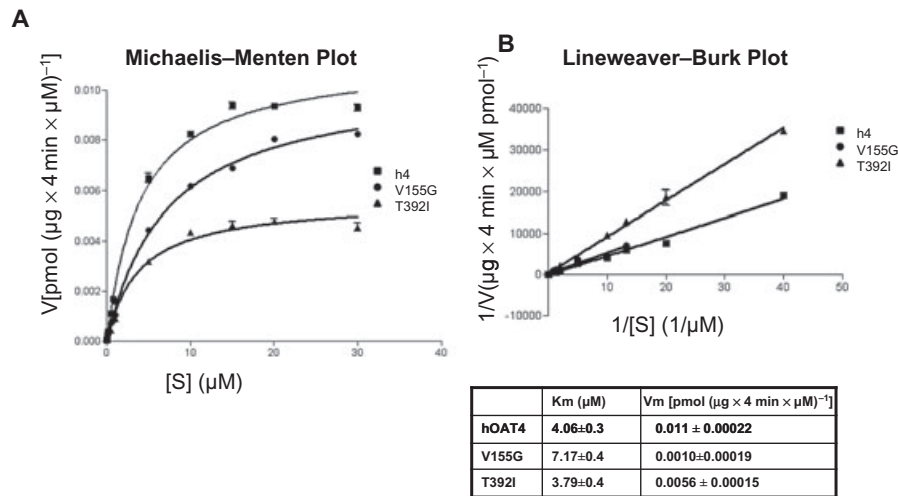 A
Michaelis–Menten Plot
V[pmol (µg × 4 min × µM)⁻¹]
0.010
0.008
0.006
0.004
0.002
0.000
0
10
20
30
40
[S] (µM)
h4
V155G
T392I
B
Lineweaver–Burk Plot
1/V(µg × 4 min × µM pmol⁻¹)
40000
30000
20000
10000
0
-10000
10
20
30
40
50
1/[S] (1/µM)
h4
V155G
T392I
Km (µM) Vm [pmol (µg × 4 min × µM)⁻¹]
hOAT4 4.06±0.3 0.011 ± 0.00022
V155G 7.17±0.4 0.0010±0.00019
T392I 3.79±0.4 0.0056 ± 0.00015